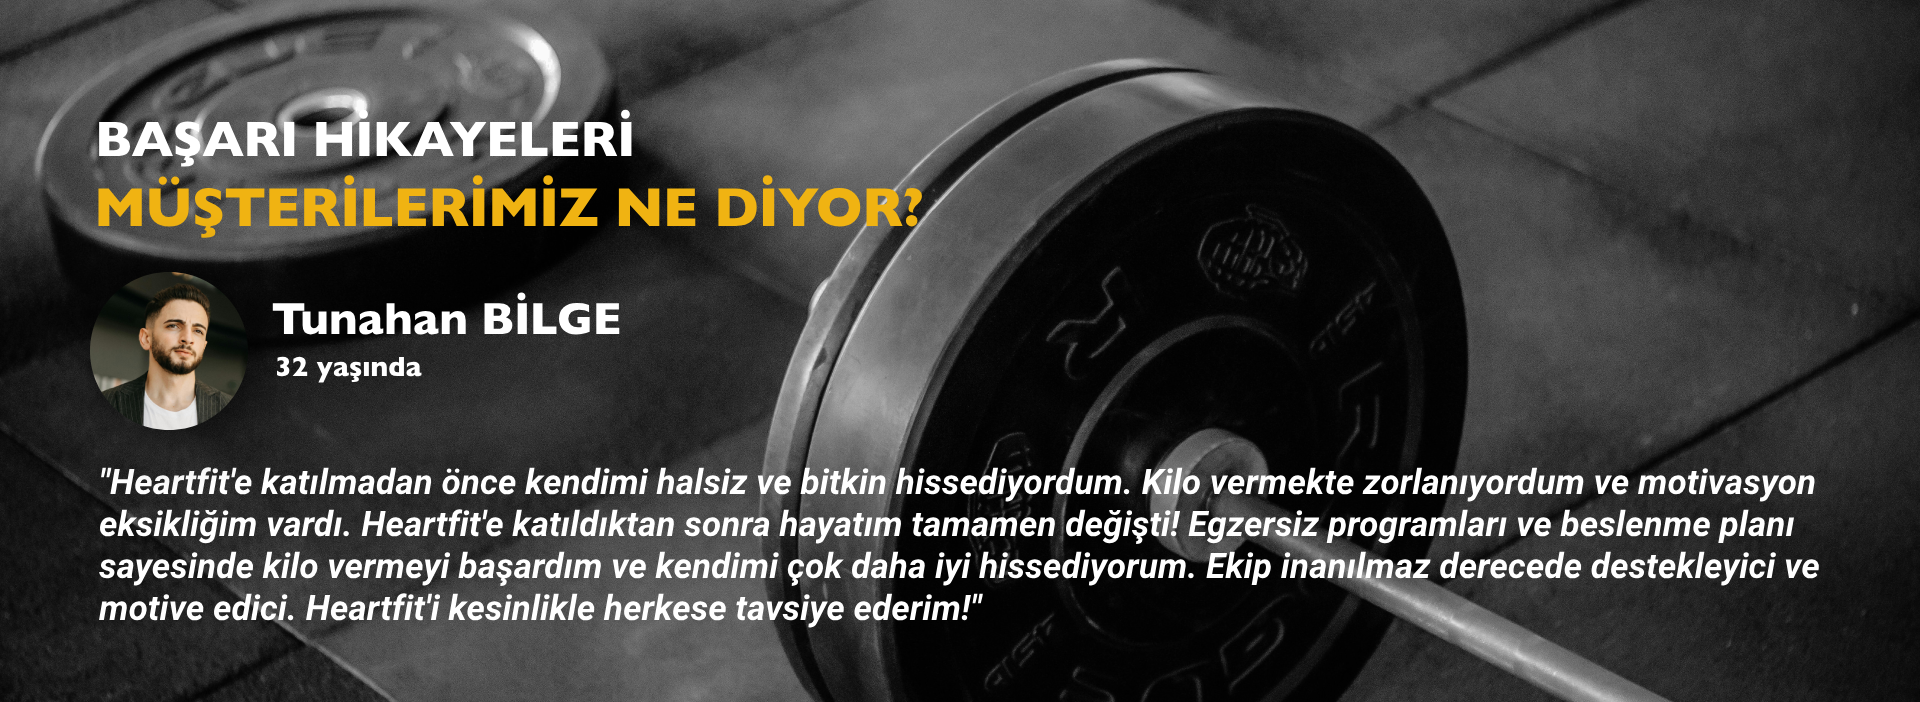 BAŞARI HİKAYELERİ
MÜŞTERİLERİMİZ NE DİYOR?
Tunahan BİLGE
32 yaşında
"Heartfit'e katılmadan önce kendimi halsiz ve bitkin hissediyordum. Kilo vermekte zorlanıyordum ve motivasyon
eksikliğim vardı. Heartfit'e katıldıktan sonra hayatım tamamen değişti! Egzersiz programları ve beslenme planı
sayesinde kilo vermeyi başardım ve kendimi çok daha iyi hissediyorum. Ekip inanılmaz derecede destekleyici ve
motive edici. Heartfit'i kesinlikle herkese tavsiye ederim!"